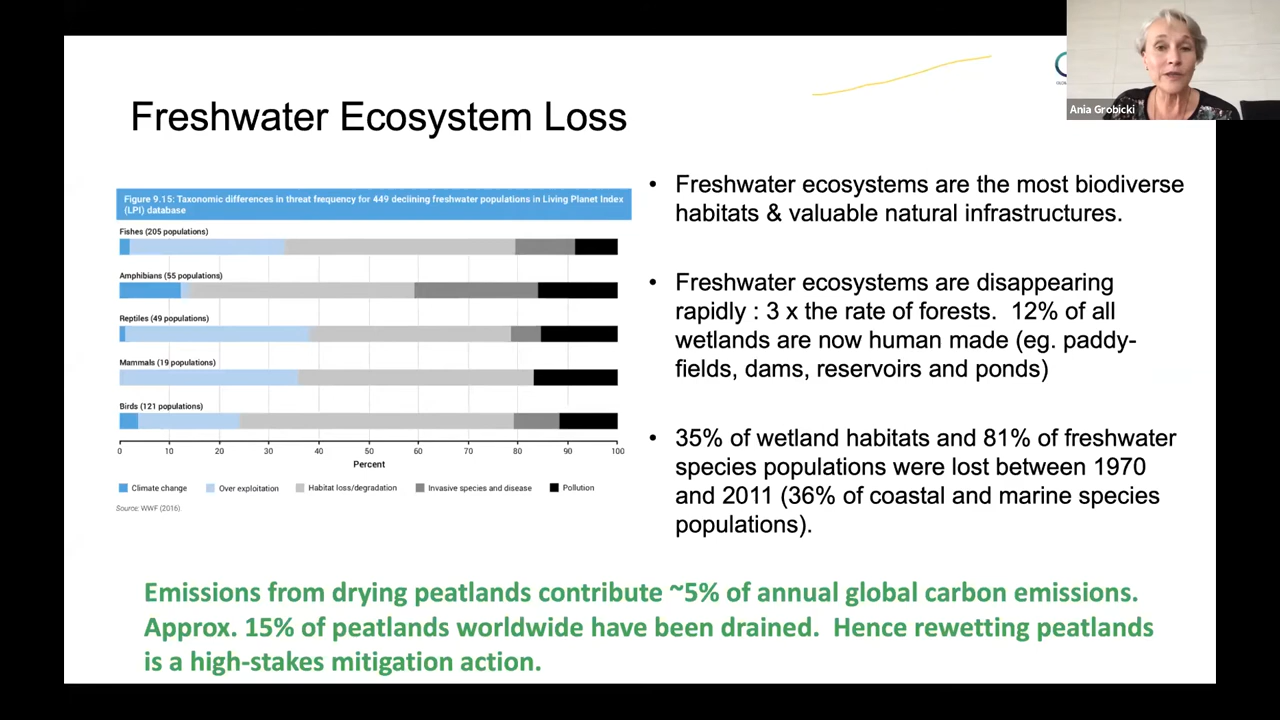 Ania Grobicki
Freshwater Ecosystem Loss
Figure 9.15: Taxonomic differences in threat frequency for 449 declining freshwater populations in Living Planet Index
(LPI) database
Fishes (205 populations)
Amphibians (55 populations)
Reptiles (49 populations)
Mammals (19 populations)
Birds (121 populations)
0 10 20 30 40 50 60 70 80 90 100
Percent
Climate change Over exploitation Habitat loss/degradation Invasive species and disease Pollution
Source: WWF (2016).
• Freshwater ecosystems are the most biodiverse
habitats & valuable natural infrastructures.
• Freshwater ecosystems are disappearing
rapidly : 3 x the rate of forests. 12% of all
wetlands are now human made (eg. paddy-
fields, dams, reservoirs and ponds)
• 35% of wetland habitats and 81% of freshwater
species populations were lost between 1970
and 2011 (36% of coastal and marine species
populations).
Emissions from drying peatlands contribute ~5% of annual global carbon emissions.
Approx. 15% of peatlands worldwide have been drained. Hence rewetting peatlands
is a high-stakes mitigation action.